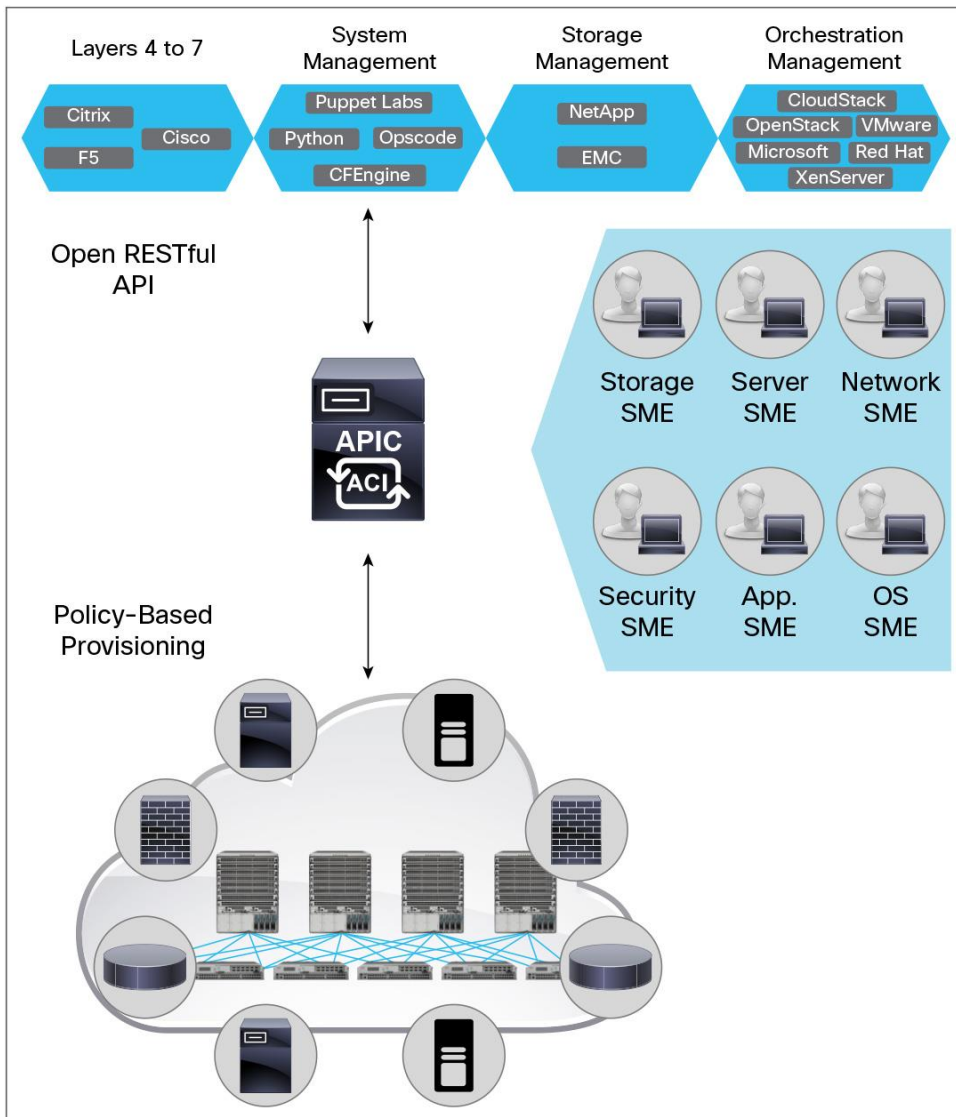 Layers 4 to 7
System
Management
Storage
Management
Orchestration
Management
Citrix
Cisco
F5
Puppet Labs
Python
Opscode
CFEngine
NetApp
EMC
CloudStack
OpenStack
VMware
Microsoft
Red Hat
XenServer
Open RESTful
API
APIC
ACI
Storage
SME
Server
SME
Network
SME
Security
SME
App.
SME
OS
SME
Policy-Based
Provisioning